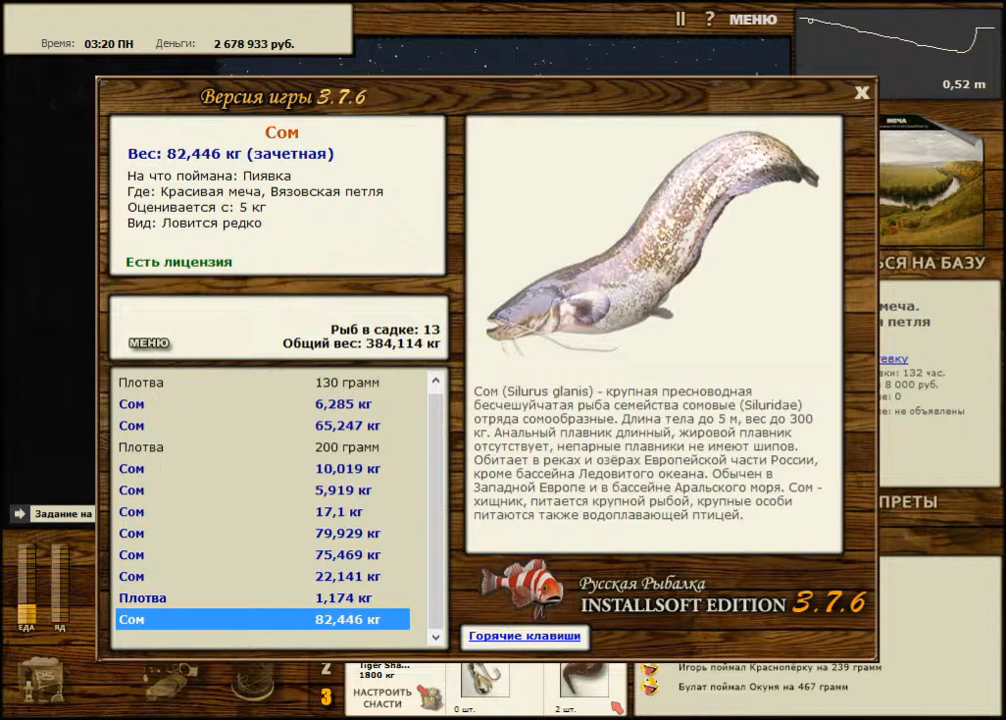 Время: 03:20 ПН Деньги: 2 678 933 руб.
|| ? МЕНЮ
0,52 m
Версия игры 3.7.6
X
МЕЧА
Сом
Вес: 82,446 кг (зачетная)
На что поймана: Пиявка
Где: Красивая меча, Вязовская петля
Оценивается с: 5 кг
Вид: Ловится редко
Есть лицензия
Рыб в садке: 13
МЕНЮ
Общий вес: 384,114 кг
Плотва 130 грамм
Сом 6,285 кг
Сом 65,247 кг
Плотва 200 грамм
Сом 10,019 кг
Сом 5,919 кг
Сом 17,1 кг
Сом 79,929 кг
Сом 75,469 кг
Сом 22,141 кг
Плотва 1,174 кг
Сом 82,446 кг
Сом (Silurus glanis) - крупная пресноводная
бесчешуйчатая рыба семейства сомовые (Siluridae)
отряда сомообразные. Длина тела до 5 м, вес до 300
кг. Анальный плавник длинный, жировой плавник
отсутствует, непарные плавники не имеют шипов.
Обитает в реках и озёрах Европейской части России,
кроме бассейна Ледовитого океана. Обычен в
Западной Европе и в бассейне Аральского моря. Сом -
хищник, питается крупной рыбой, крупные особи
питаются также водоплавающей птицей.
Русская Рыбалка
INSTALLSOFT EDITION 3.7.6
Горячие клавиши
ЬСЯ НА БАЗУ
меча.
я петля
тевку
вки: 132 час.
: 8 000 руб.
е: 0
е: не объявлены
ПРЕТЫ
Задание на
ЕДА
ЯД
2
3
Tiger Sha...
1800 кг
НАСТРОИТЬ
СНАСТИ
0 шт.
2 шт.
Игорь поймал Краснопёрку на 239 грамм
Булат поймал Окуня на 467 грамм